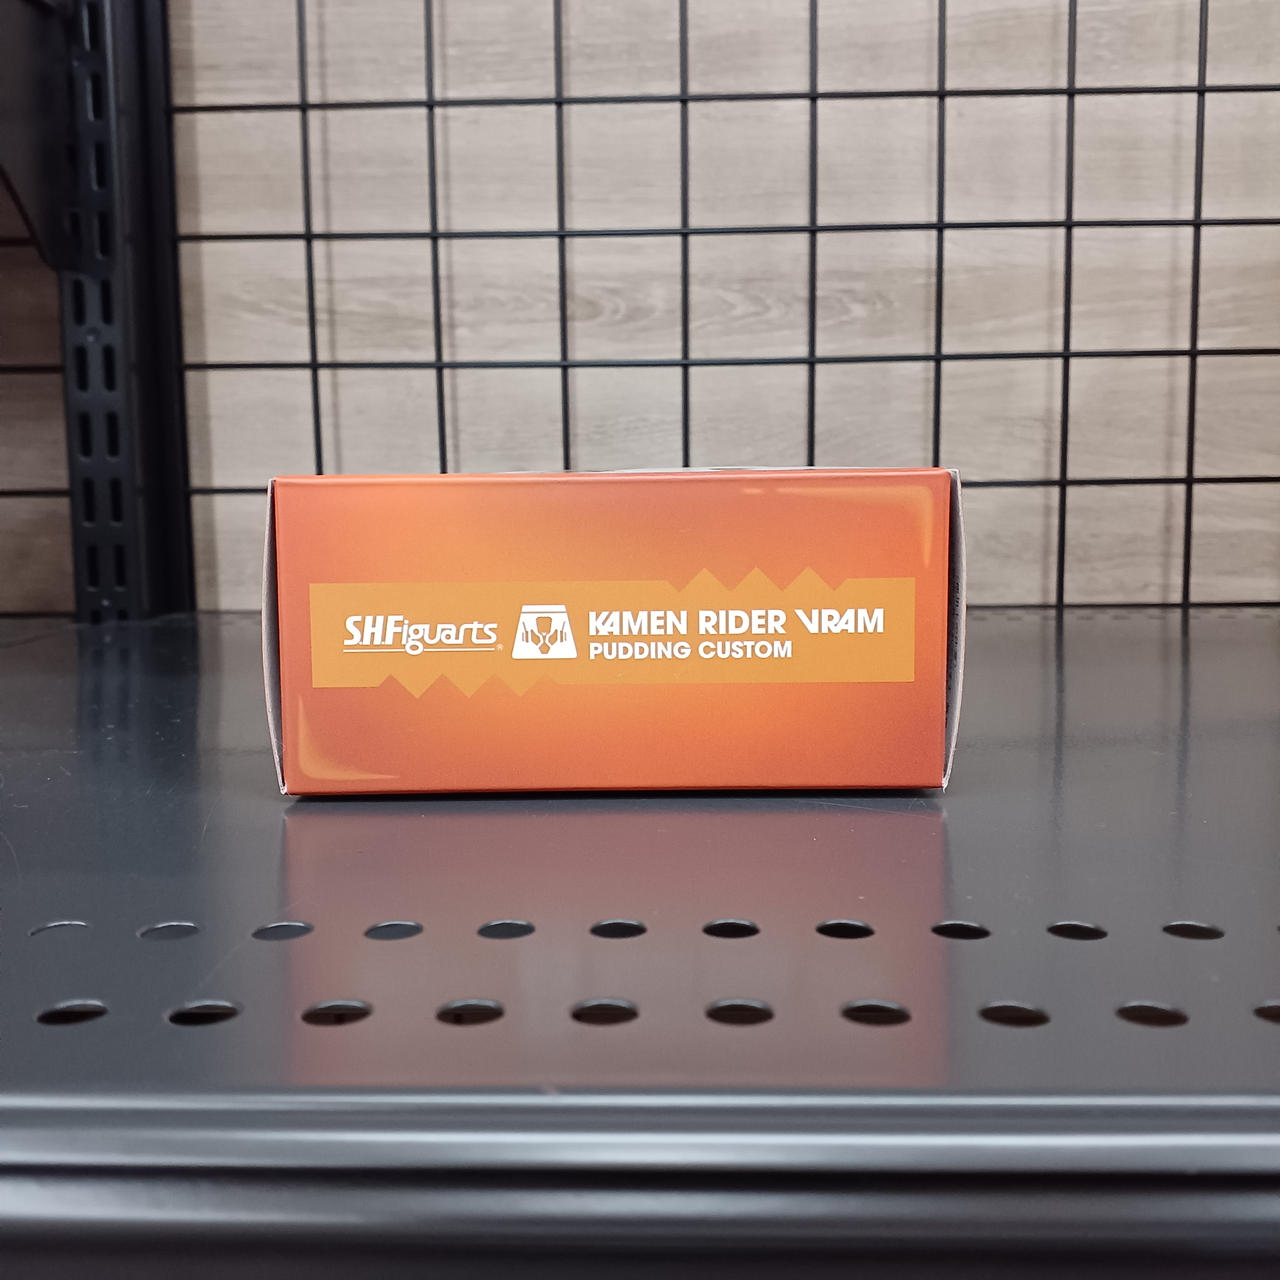 S.H.Figuarts®
KAMEN RIDER VRAM
PUDDING CUSTOM